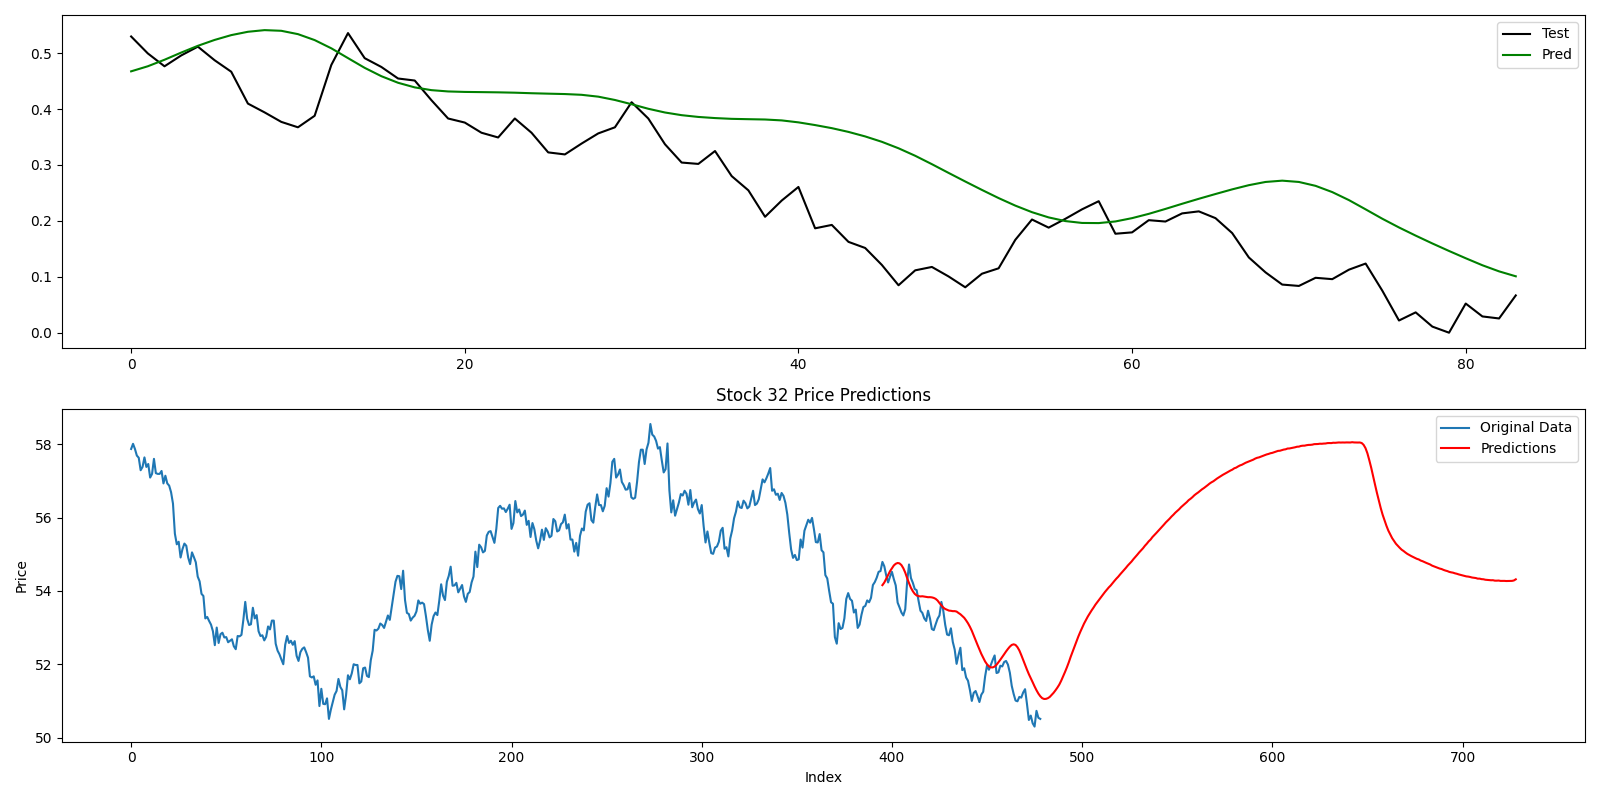 0.5
0.4
0.3
0.2
0.1
0.0
Test
Pred
0 20 40 60 80
Stock 32 Price Predictions
Price
58
56
54
52
50
Original Data
Predictions
0 100 200 300 400 500 600 700
Index